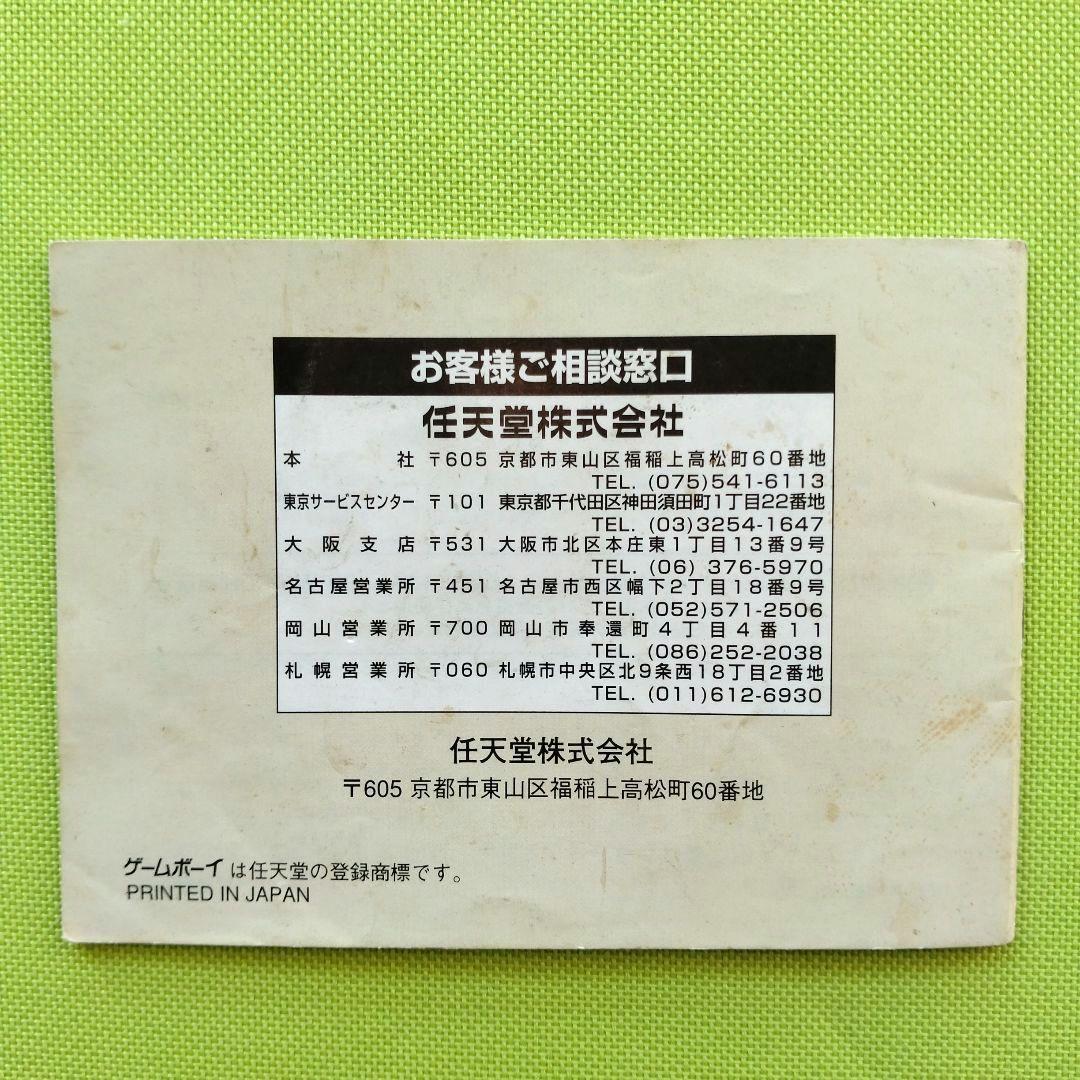 お客様ご相談窓口
任天堂株式会社
本社 〒605 京都市東山区福稲上高松町60番地
TEL. (075)541-6113
東京サービスセンター 〒101 東京都千代田区神田須田町1丁目22番地
TEL. (03)3254-1647
大阪支店 〒531 大阪市北区本庄東1丁目13番9号
TEL. (06) 376-5970
名古屋営業所 〒451 名古屋市西区幅下2丁目18番9号
TEL. (052)571-2506
岡山営業所 〒700 岡山市奉還町4丁目4番11
TEL. (086)252-2038
札幌営業所 〒060 札幌市中央区北9条西18丁目2番地
TEL. (011)612-6930
任天堂株式会社
〒605 京都市東山区福稲上高松町60番地
ゲームボーイは任天堂の登録商標です。
PRINTED IN JAPAN